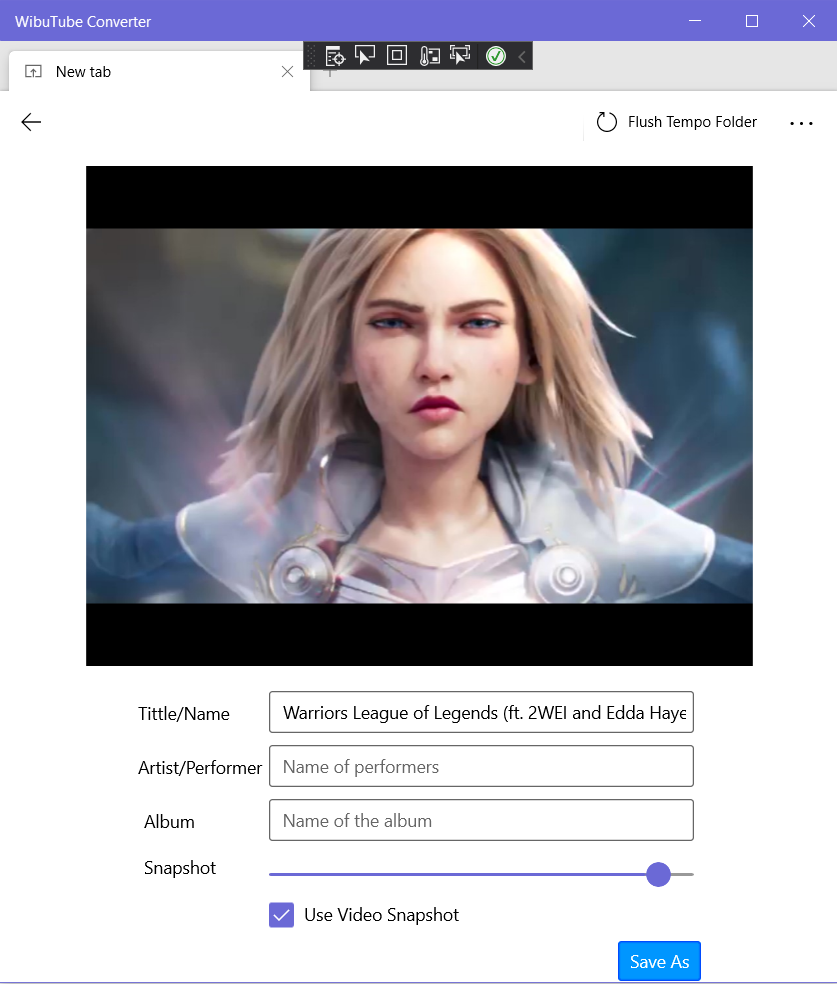 WibuTube Converter
New tab
Flush Tempo Folder
Tittle/Name
Warriors League of Legends (ft. 2WEI and Edda Haye
Artist/Performer
Name of performers
Album
Name of the album
Snapshot
Use Video Snapshot
Save As